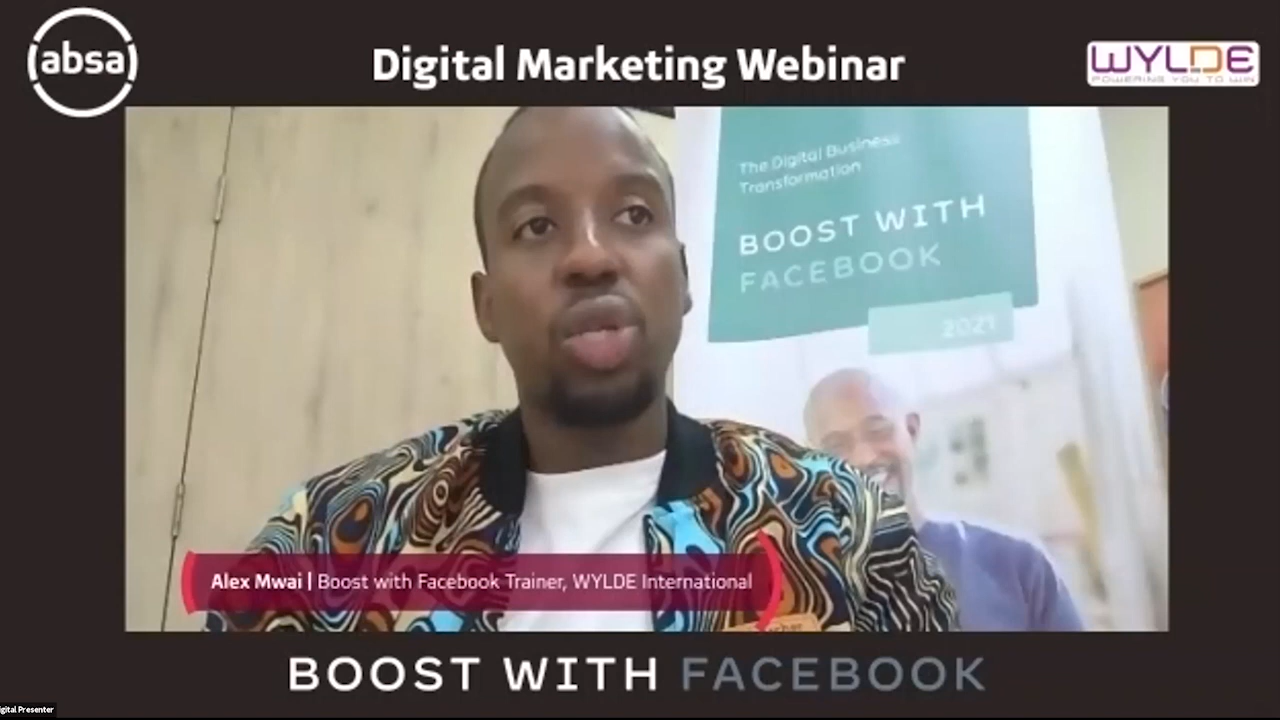 absa
Digital Marketing Webinar
WYLDE
POWERING YOU TO WIN
The Digital Business
Transformation
BOOST WITH
FACEBOOK
2021
Alex Mwai | Boost with Facebook Trainer, WYLDE International
BOOST WITH FACEBOOK
Presenter